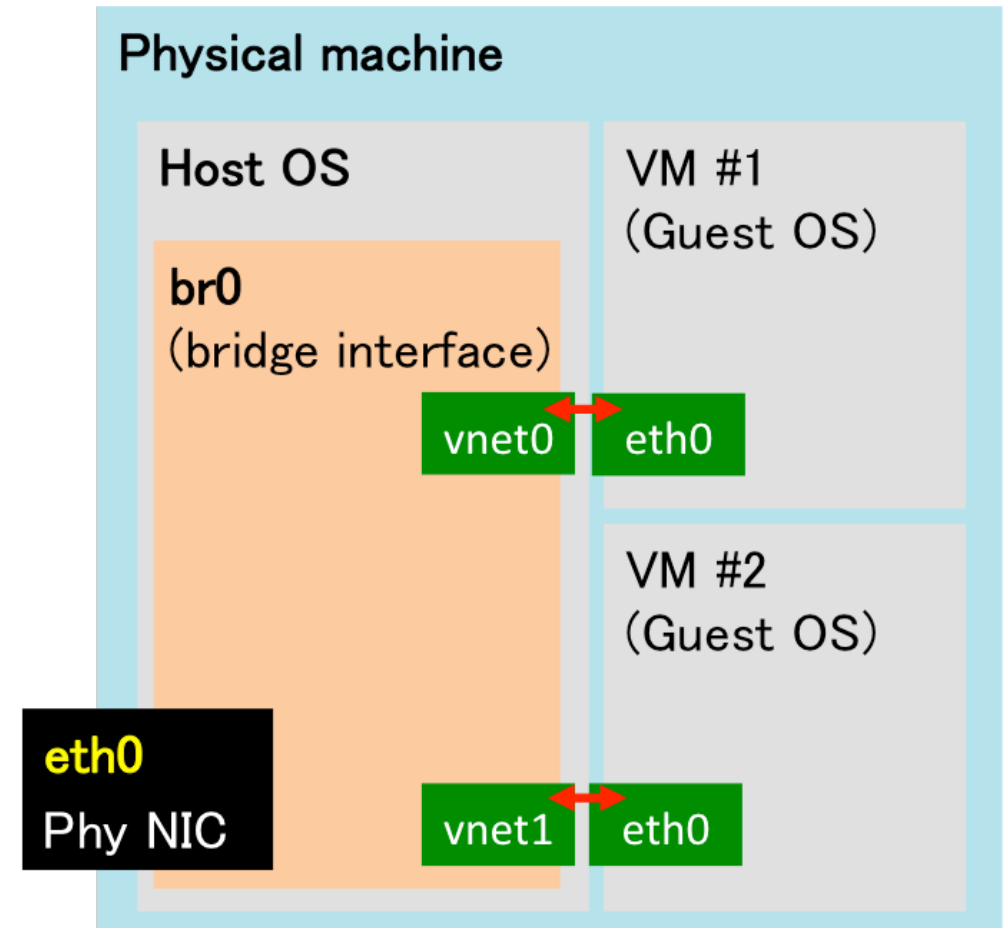 Physical machine
Host OS
br0
(bridge interface)
vnet0
vnet1
eth0
Phy NIC
VM #1
(Guest OS)
eth0
VM #2
(Guest OS)
eth0